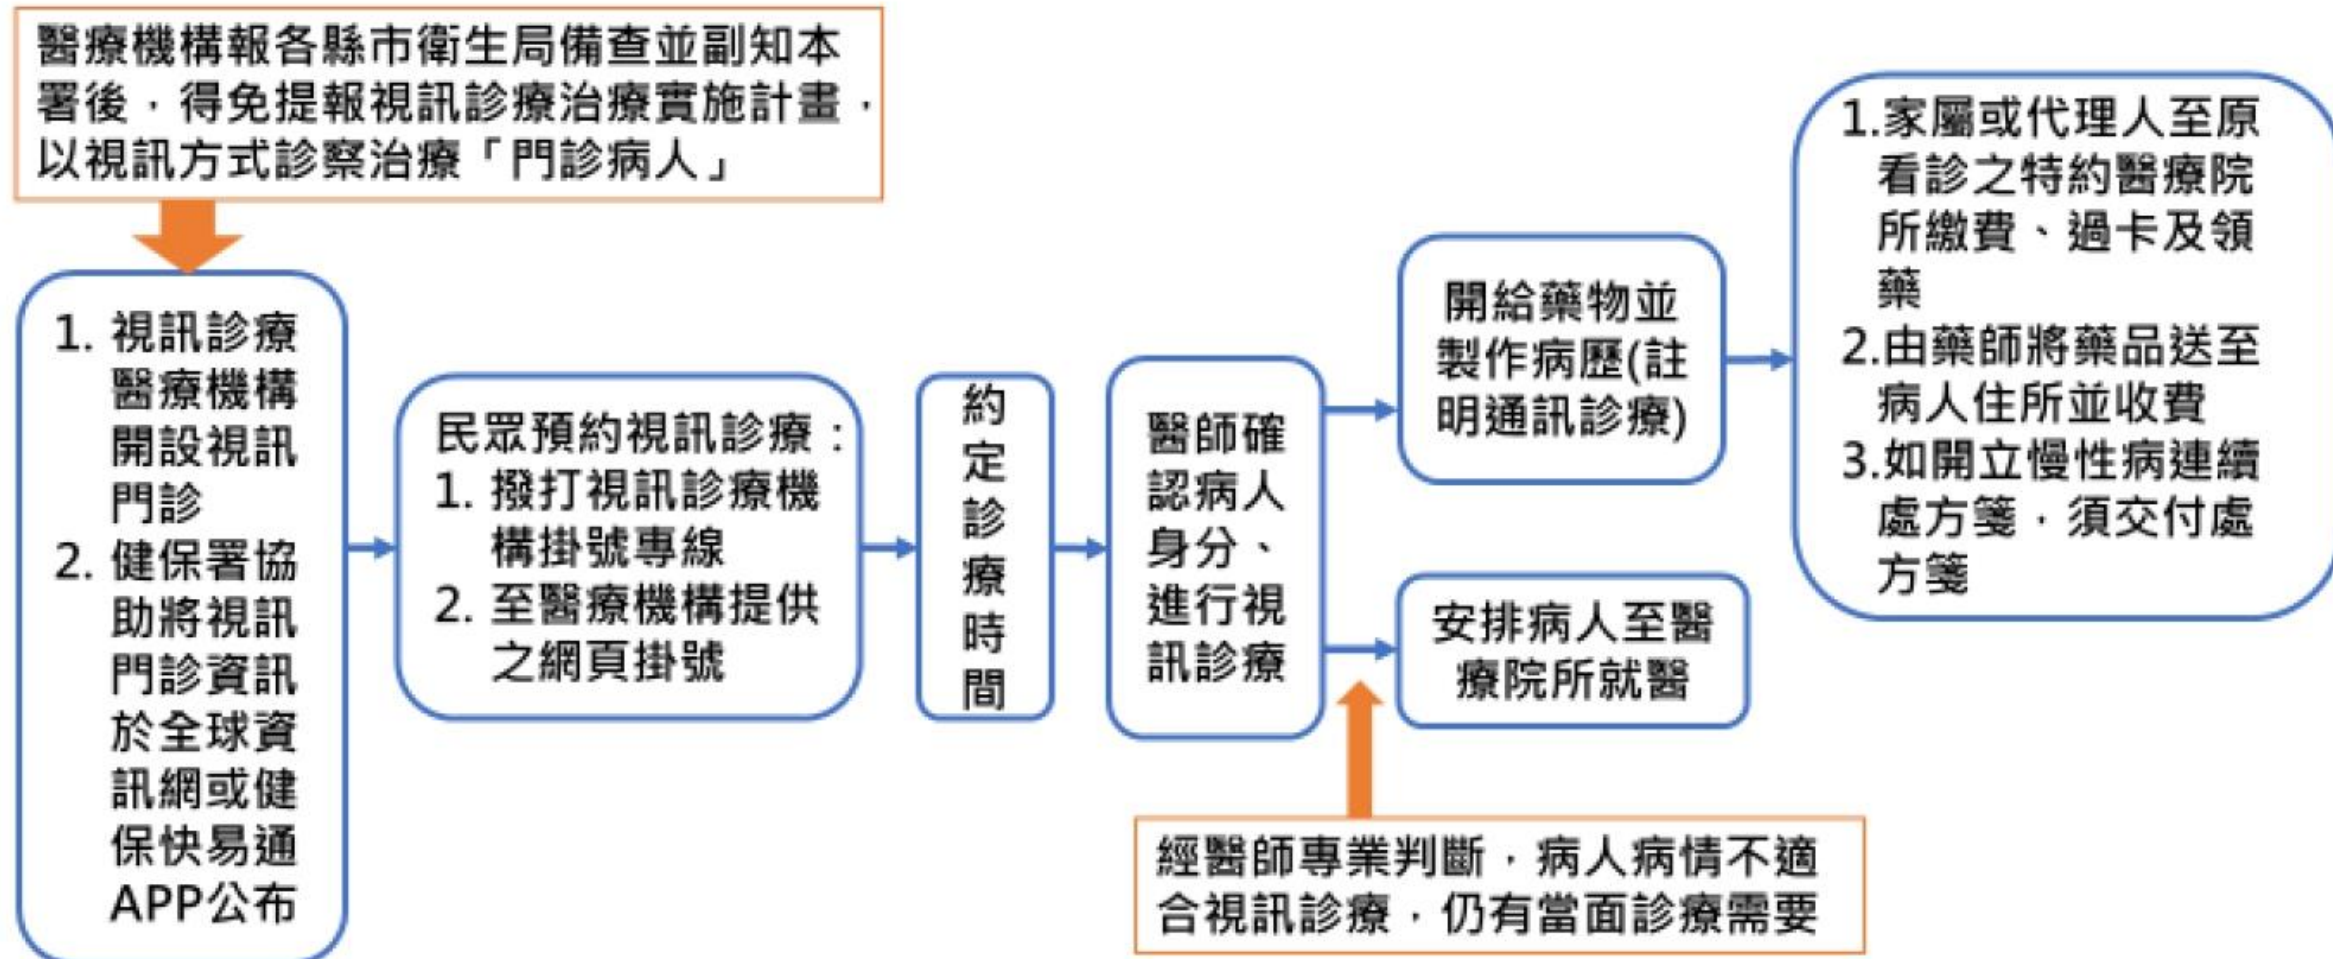 醫療機構報各縣市衛生局備查並副知本
署後，得免提報視訊診療治療實施計畫，
以視訊方式診察治療「門診病人」
1. 視訊診療
醫療機構
開設視訊
門診
2. 健保署協
助將視訊
門診資訊
於全球資
訊網或健
保快易通
APP公布
民眾預約視訊診療：
1. 撥打視訊診療機
構掛號專線
2. 至醫療機構提供
之網頁掛號
約
定
診
療
時
間
醫師確
認病人
身分、
進行視
訊診療
開給藥物並
製作病歷(註
明通訊診療)
1.家屬或代理人至原
看診之特約醫療院
所繳費、過卡及領
藥
2.由藥師將藥品送至
病人住所並收費
3.如開立慢性病連續
處方箋，須交付處
方箋
安排病人至醫
療院所就醫
經醫師專業判斷，病人病情不適
合視訊診療，仍有當面診療需要